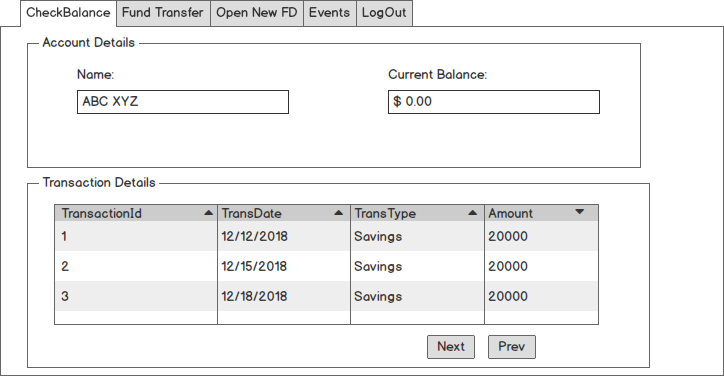 CheckBalance Fund Transfer Open New FD Events LogOut
Account Details
Name: Current Balance:
ABC XYZ $ 0.00
Transaction Details
TransactionId TransDate TransType Amount
1 12/12/2018 Savings 20000
2 12/15/2018 Savings 20000
3 12/18/2018 Savings 20000
Next Prev